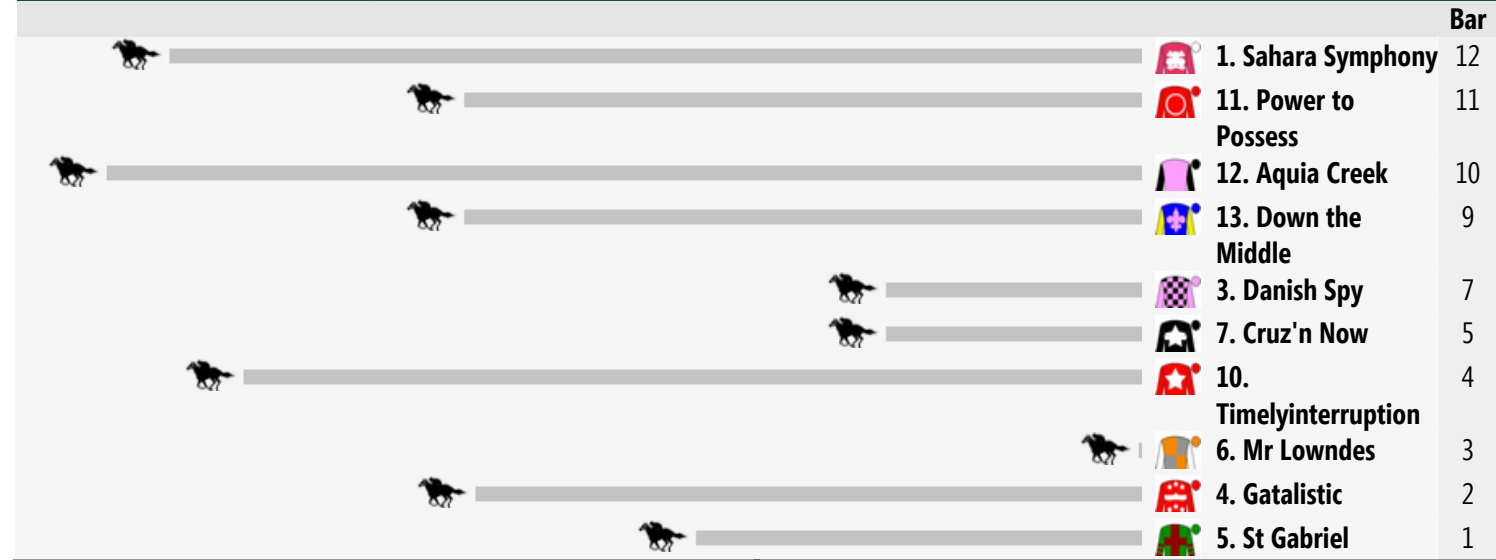 Bar
1. Sahara Symphony 12
11. Power to 11
Possess
12. Aquia Creek 10
13. Down the 9
Middle
3. Danish Spy 7
7. Cruz'n Now 5
10. 4
Timelyinterruption
6. Mr Lowndes 3
4. Gatalistic 2
5. St Gabriel 1